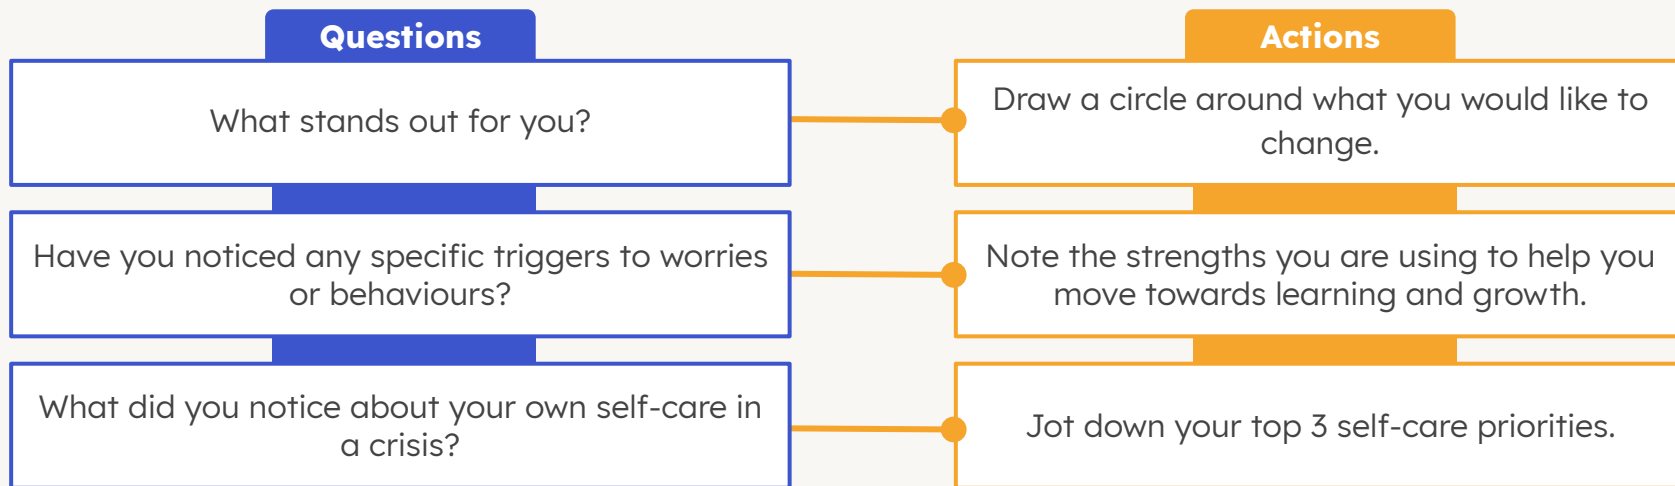 Questions
Actions
What stands out for you?
Draw a circle around what you would like to
change.
Have you noticed any specific triggers to worries
or behaviours?
Note the strengths you are using to help you
move towards learning and growth.
What did you notice about your own self-care in
a crisis?
Jot down your top 3 self-care priorities.